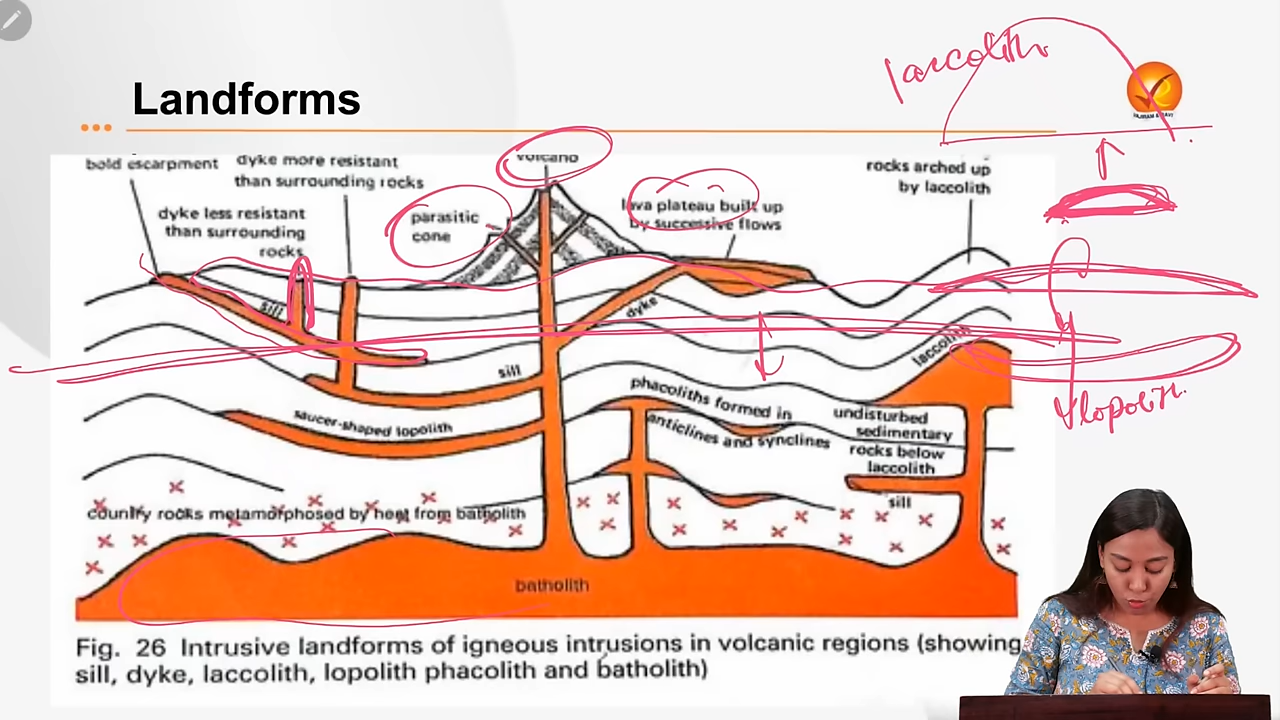 laccolith
Landforms
bold escarpment
dyke more resistant
than surrounding rocks
volcano
rocks arched up
by laccolith
dyke less resistant
than surrounding
rocks
parasitic
cone
lava plateau built up
by successive flows
sill
dyke
laccolith
sill
phacoliths formed in
anticlines and synclines
undisturbed
sedimentary
rocks below
laccolith
saucer-shaped lopolith
lopolith.
sill
country rocks metamorphosed by heat from batholith
batholith
Fig. 26 Intrusive landforms of igneous intrusions in volcanic regions (showing
sill, dyke, laccolith, lopolith phacolith and batholith)